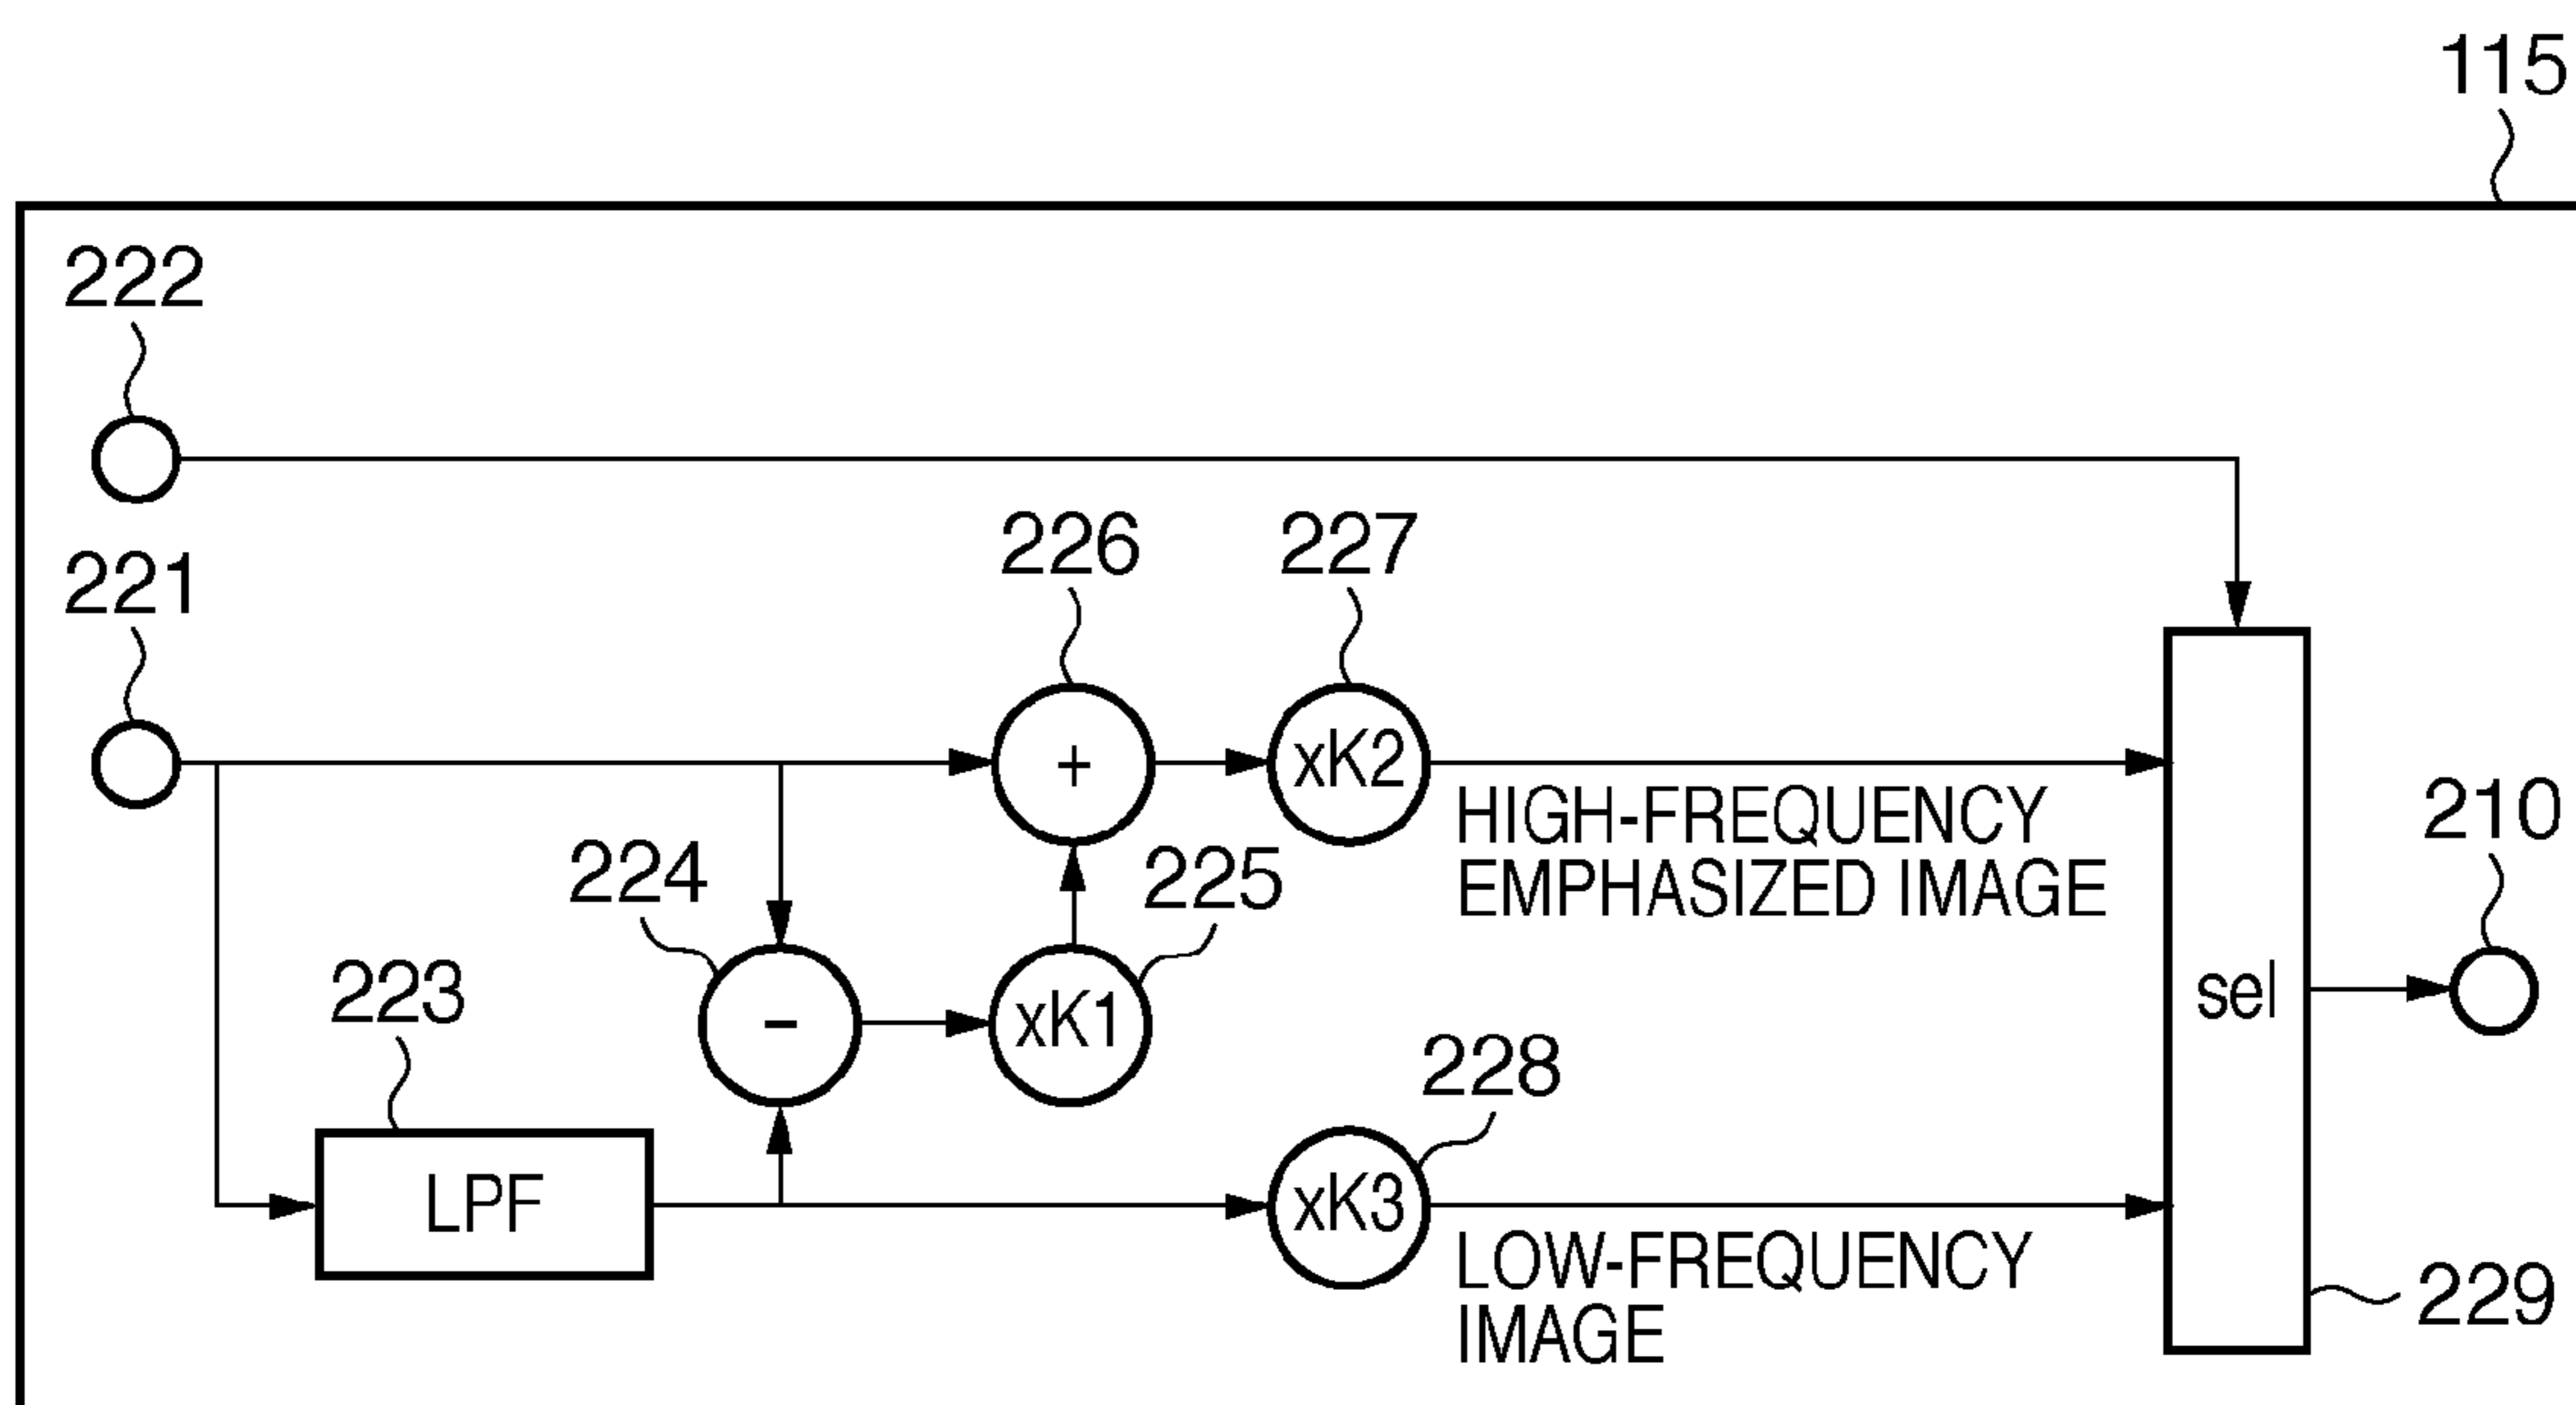 115
222
221
226
227
xK2
+
HIGH-FREQUENCY
EMPHASIZED IMAGE
210
224
225
223
-
xK1
sel
228
LPF
xK3
LOW-FREQUENCY
IMAGE
229